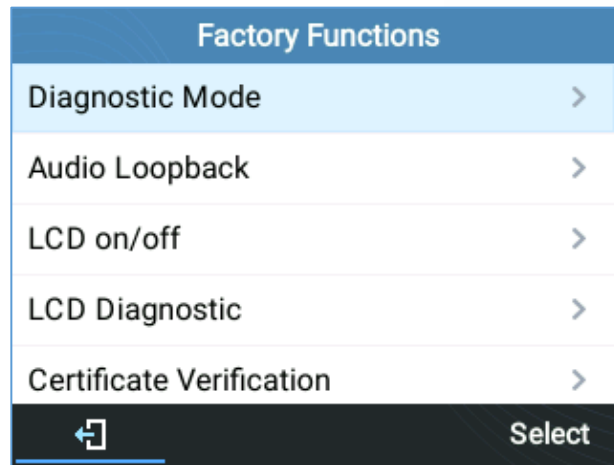 Factory Functions
Diagnostic Mode
Audio Loopback
LCD on/off
LCD Diagnostic
Certificate Verification
Select